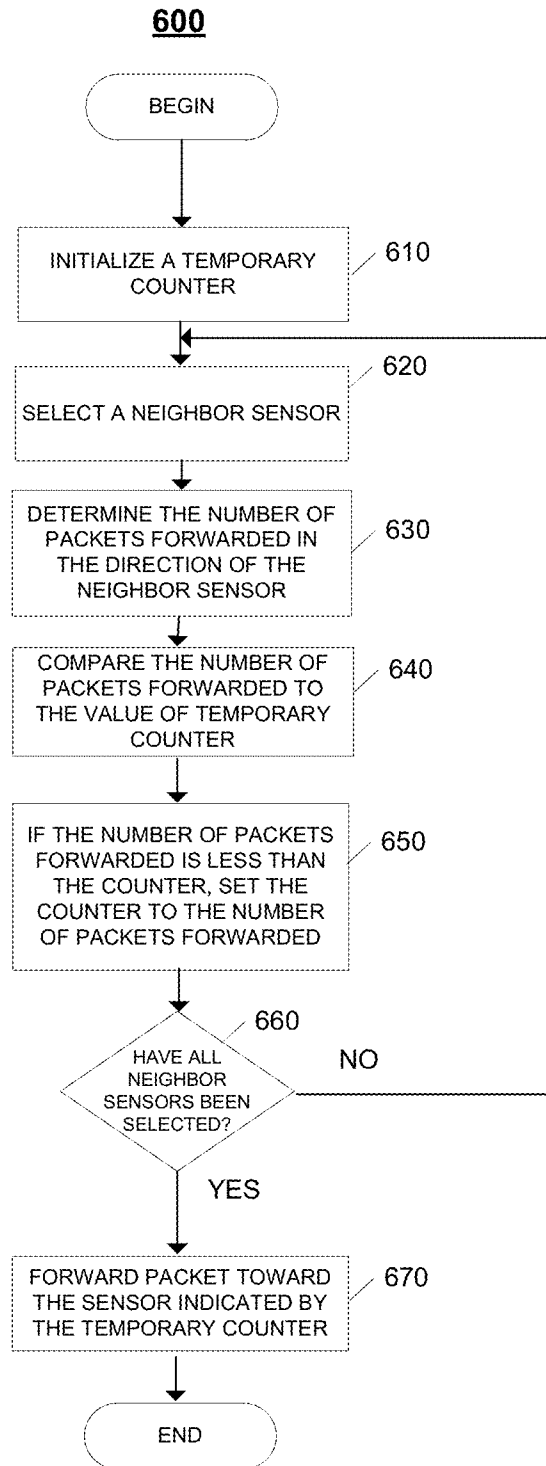 600
BEGIN
INITIALIZE A TEMPORARY
COUNTER
610
620
SELECT A NEIGHBOR SENSOR
DETERMINE THE NUMBER OF
PACKETS FORWARDED IN
THE DIRECTION OF THE
NEIGHBOR SENSOR
630
COMPARE THE NUMBER OF
PACKETS FORWARDED TO
THE VALUE OF TEMPORARY
COUNTER
640
IF THE NUMBER OF PACKETS
FORWARDED IS LESS THAN
THE COUNTER, SET THE
COUNTER TO THE NUMBER
OF PACKETS FORWARDED
650
660
HAVE ALL
NEIGHBOR
SENSORS BEEN
SELECTED?
NO
YES
FORWARD PACKET TOWARD
THE SENSOR INDICATED BY
THE TEMPORARY COUNTER
670
END